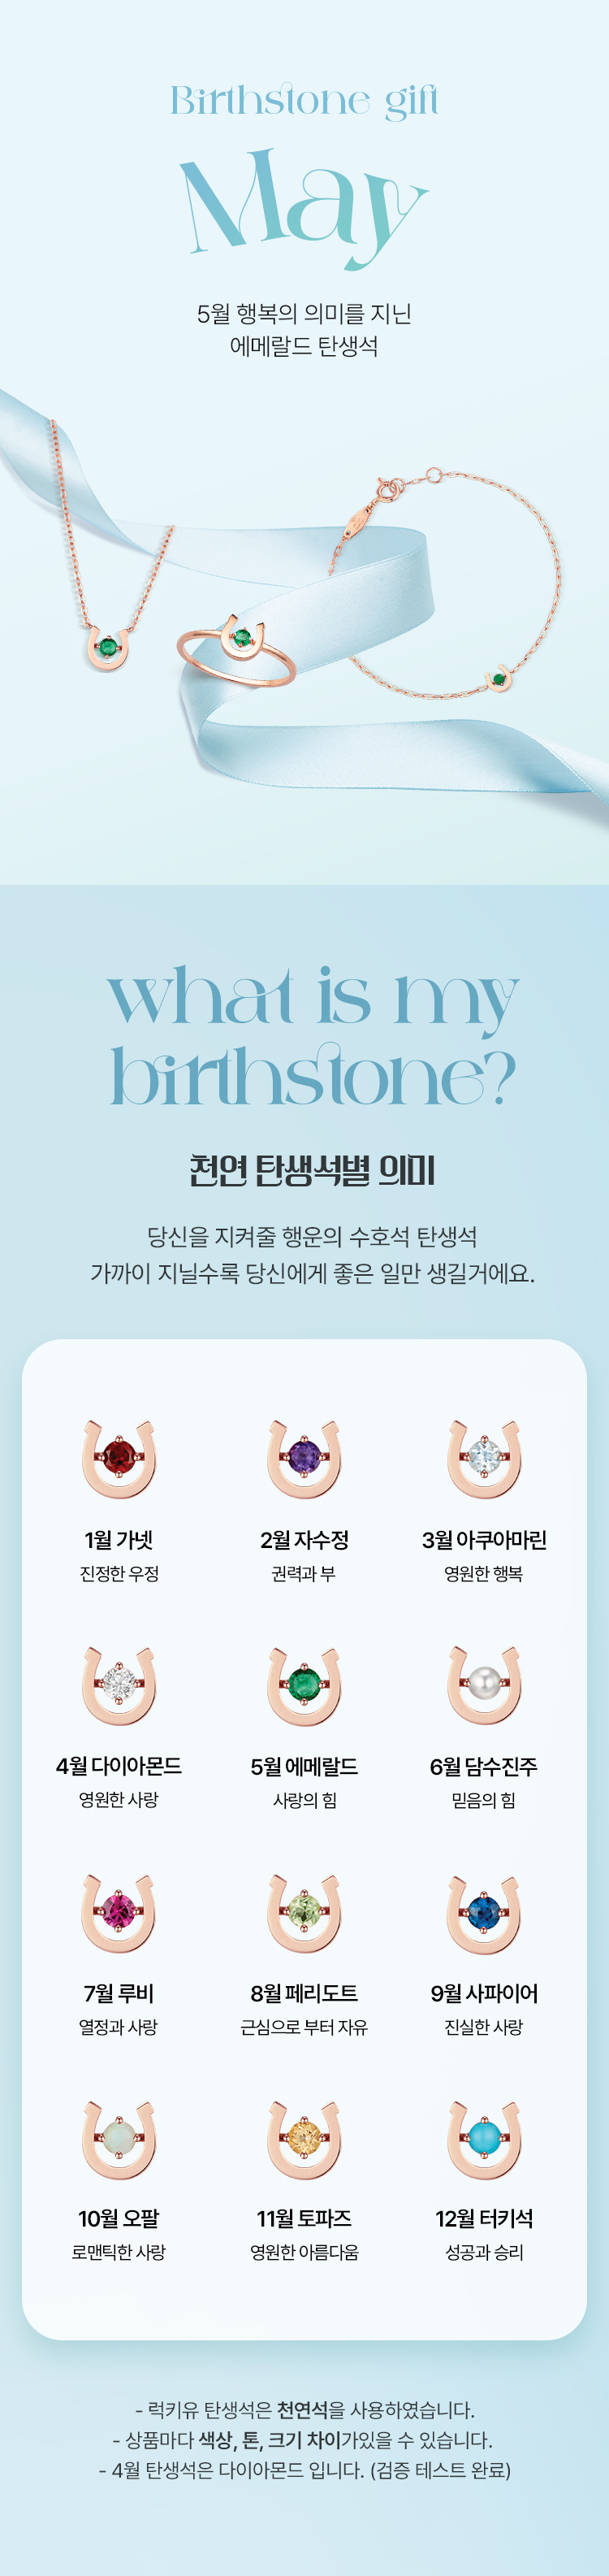 Birthstone gift
May
5월 행복의 의미를 지닌
에메랄드 탄생석
what is my
birthstone?
천연 탄생석별 의미
당신을 지켜줄 행운의 수호석 탄생석
가까이 지닐수록 당신에게 좋은 일만 생길거에요.
1월 가넷
진정한 우정
2월 자수정
권력과 부
3월 아쿠아마린
영원한 행복
4월 다이아몬드
영원한 사랑
5월 에메랄드
사랑의 힘
6월 담수진주
믿음의 힘
7월 루비
열정과 사랑
8월 페리도트
근심으로 부터 자유
9월 사파이어
진실한 사랑
10월 오팔
로맨틱한 사랑
11월 토파즈
영원한 아름다움
12월 터키석
성공과 승리
- 럭키유 탄생석은 천연석을 사용하였습니다.
- 상품마다 색상, 톤, 크기 차이가있을 수 있습니다.
- 4월 탄생석은 다이아몬드 입니다. (검증 테스트 완료)